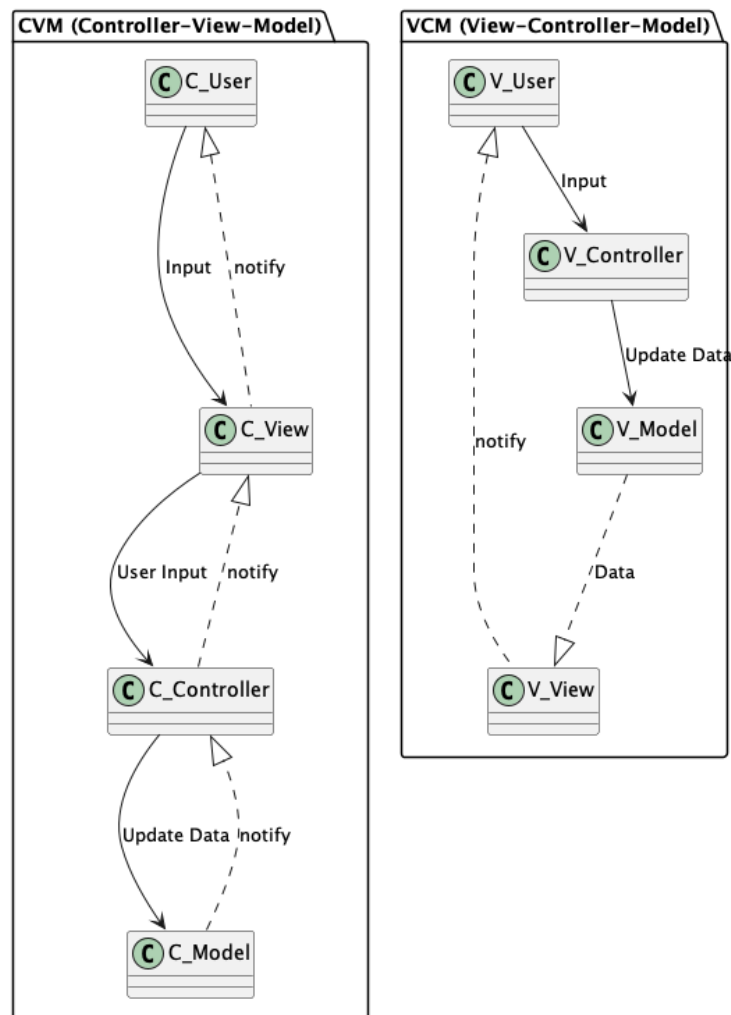 CVM (Controller-View-Model)
C C_User
Input
notify
C C_View
User Input
notify
C C_Controller
Update Data
notify
C C_Model
VCM (View-Controller-Model)
C V_User
Input
C V_Controller
Update Data
C V_Model
notify
Data
C V_View